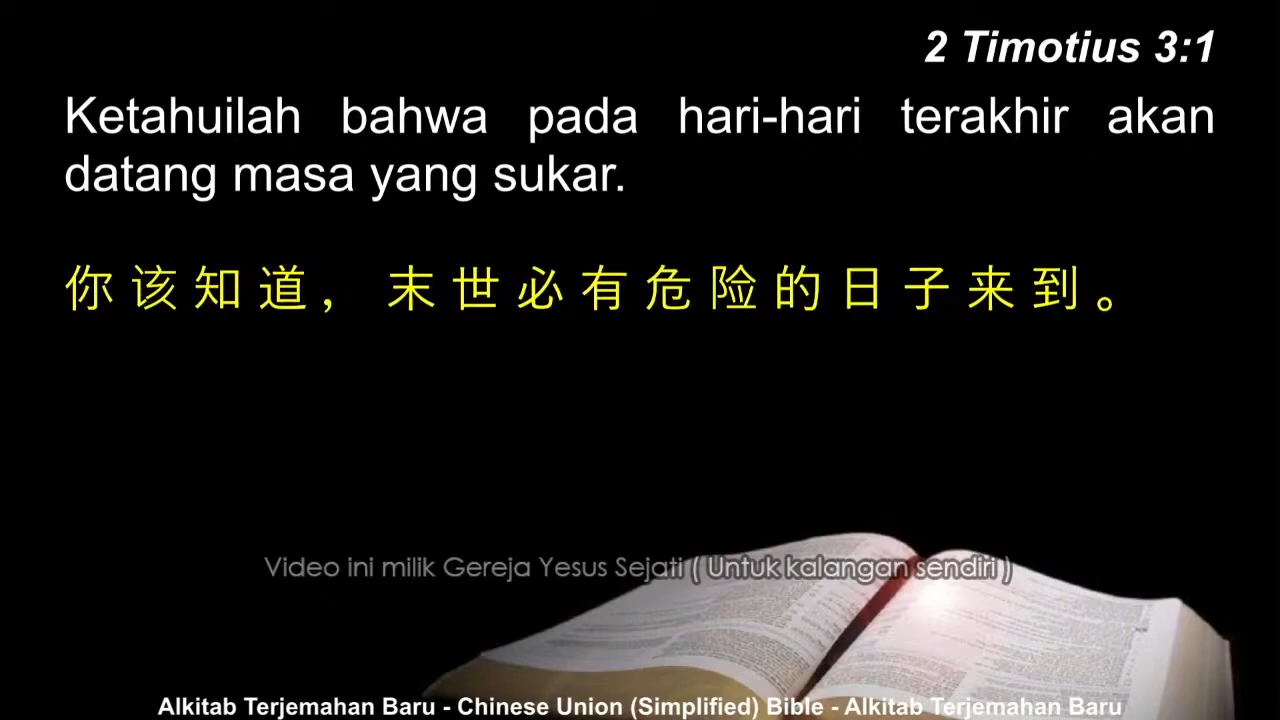 2 Timotius 3:1
Ketahuilah bahwa pada hari-hari terakhir akan
datang masa yang sukar.
你该知道，末世必有危险的日子来到。
Video ini milik Gereja Yesus Sejati ( Untuk kalangan sendiri )
Alkitab Terjemahan Baru - Chinese Union (Simplified) Bible - Alkitab Terjemahan Baru